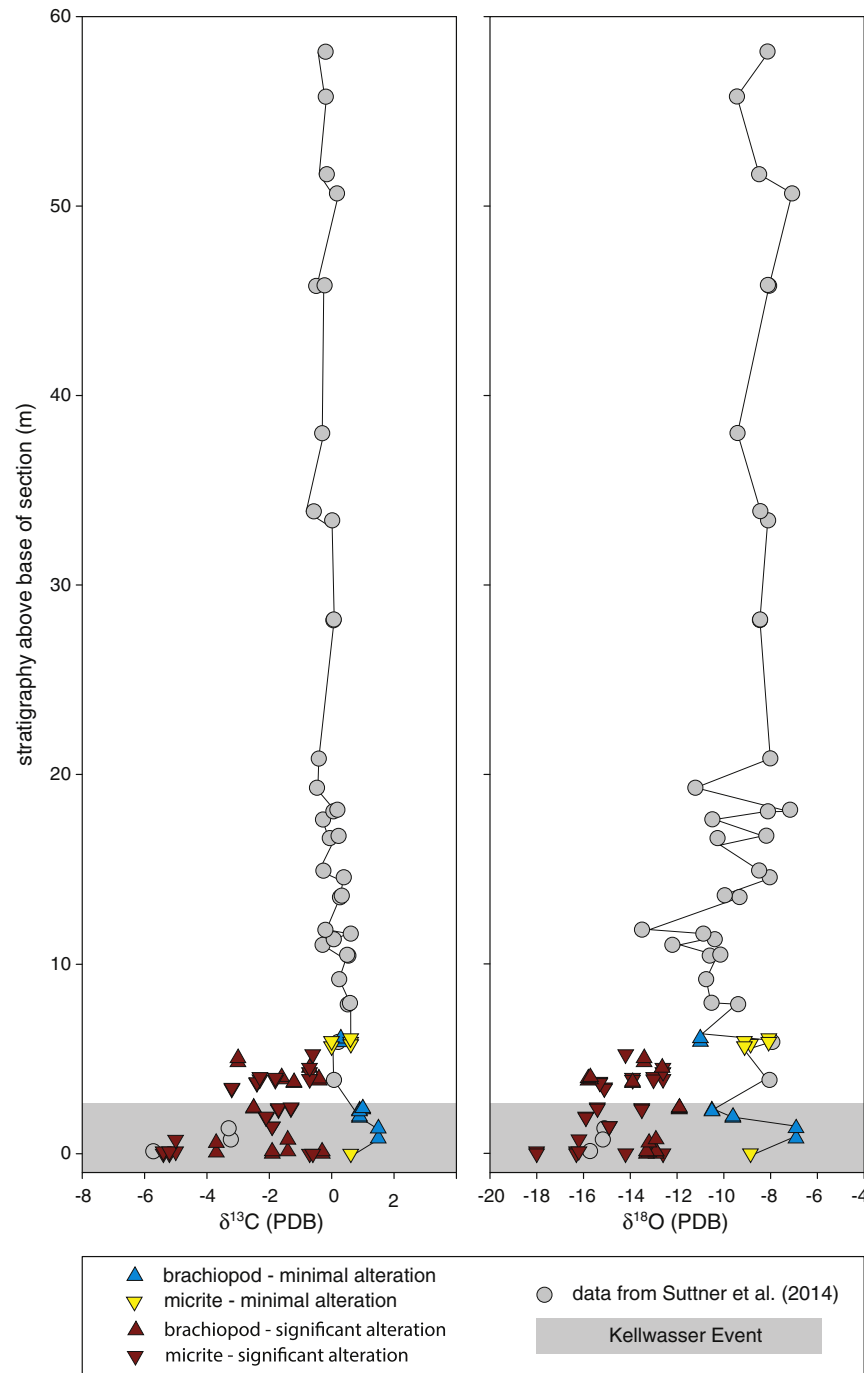 60
50
40
30
20
10
0
stratigraphy above base of section (m)
-8 -6 -4 -2 0 2
δ¹³C (PDB)
-20 -18 -16 -14 -12 -10 -8 -6 -4
δ¹⁸O (PDB)
brachiopod - minimal alteration
micrite - minimal alteration
brachiopod - significant alteration
micrite - significant alteration
data from Suttner et al. (2014)
Kellwasser Event